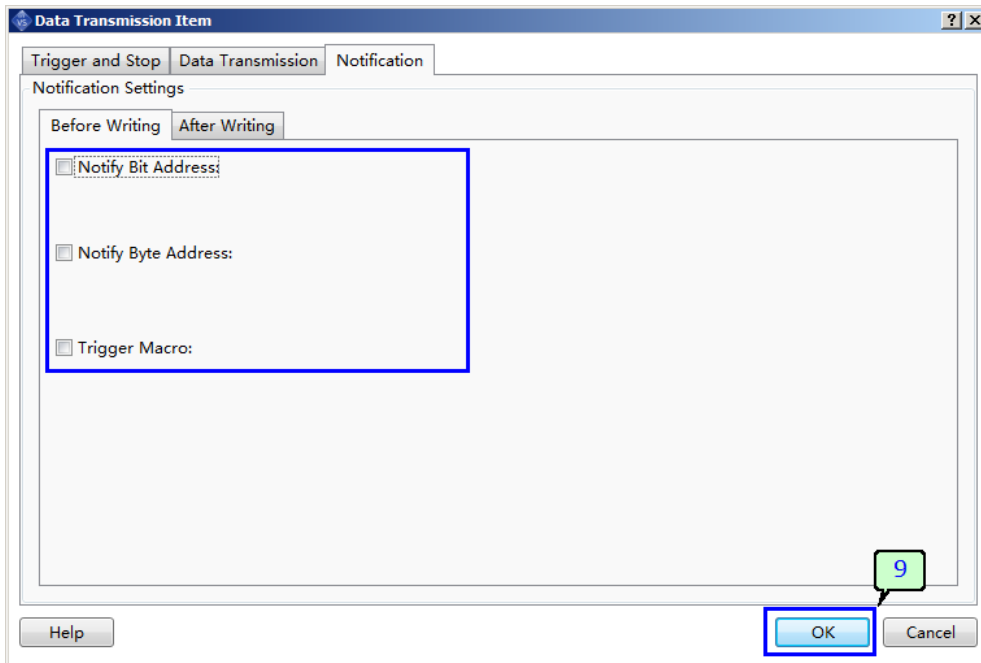 VS Data Transmission Item ? X
Trigger and Stop Data Transmission Notification
Notification Settings
Before Writing After Writing
Notify Bit Address:
Notify Byte Address:
Trigger Macro:
9
Help OK Cancel